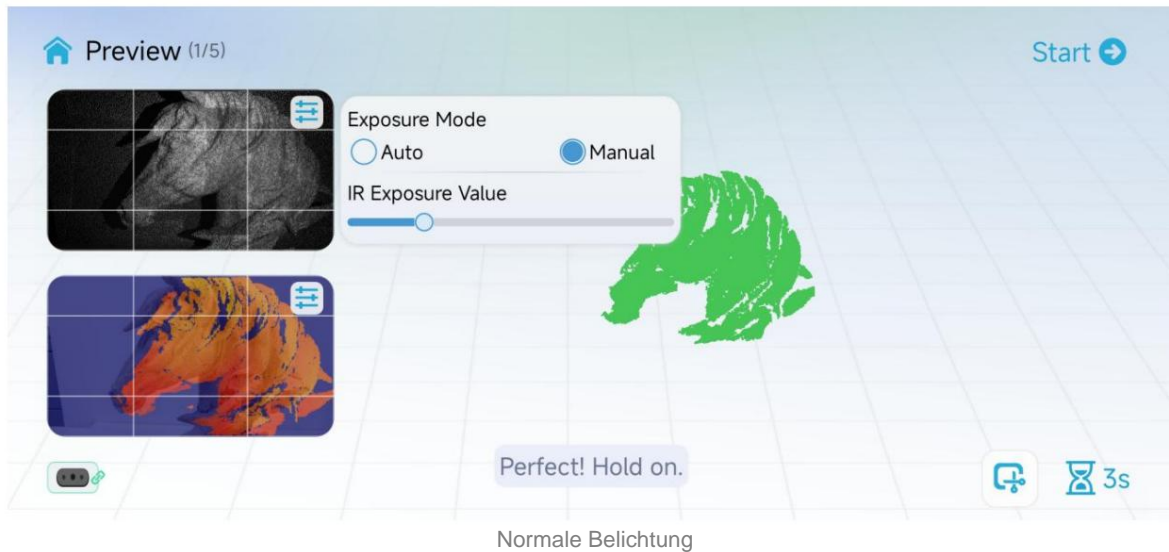 Preview (1/5)
Start
Exposure Mode
Auto
Manual
IR Exposure Value
Perfect! Hold on.
3s
Normale Belichtung